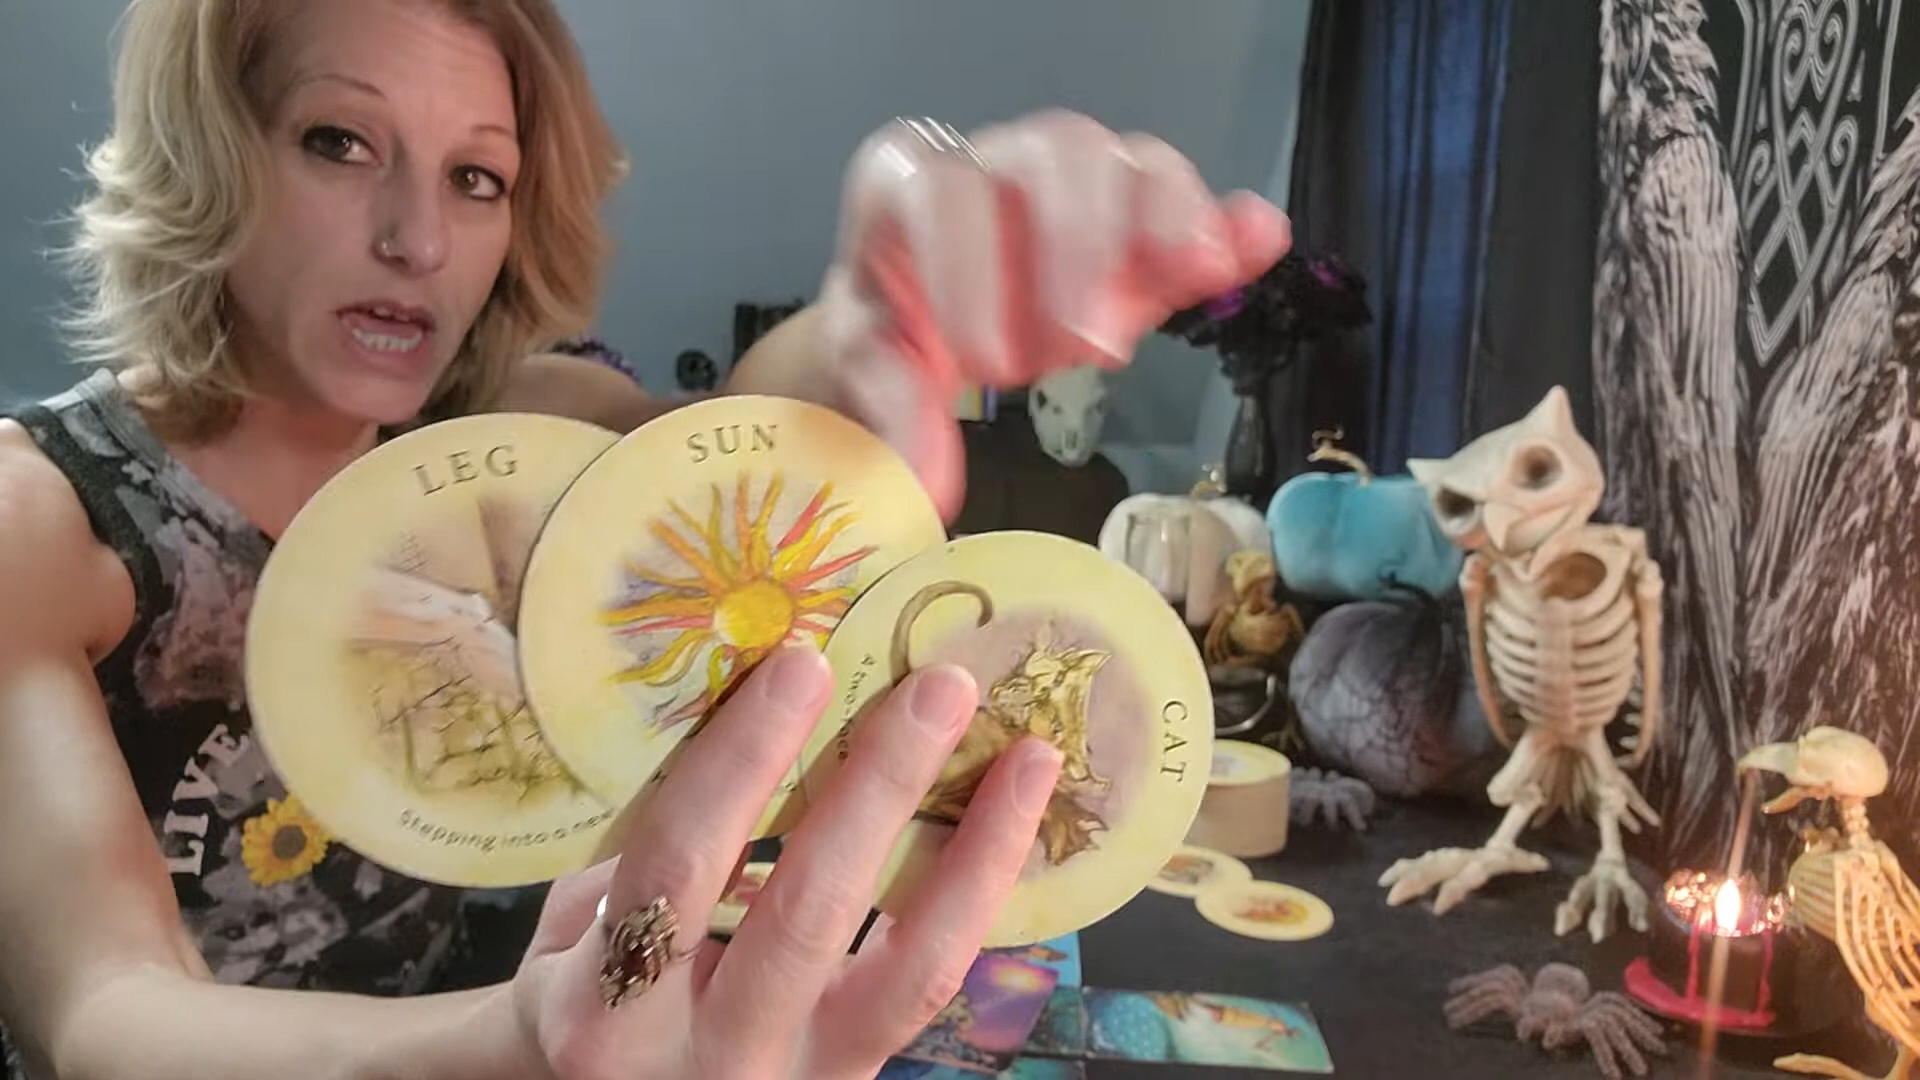 LEG
Stepping into a new
SUN
CAT
A two-face
LIVE